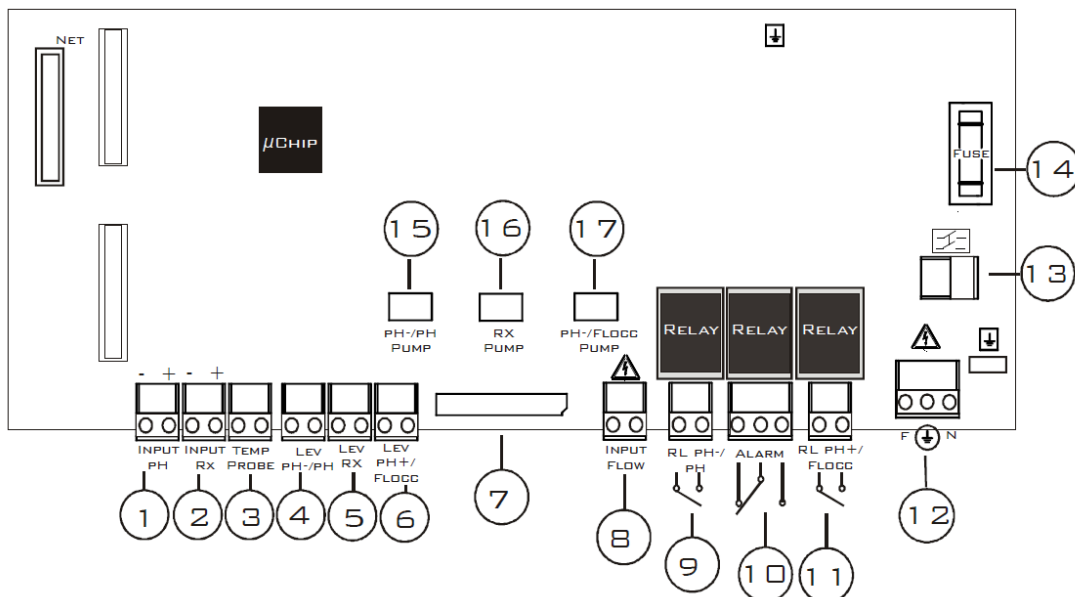 NET
µCHIP
FUSE
14
15
16
17
13
PH-/PH
PUMP
RX
PUMP
PH-/FLOCC
PUMP
RELAY
RELAY
RELAY
- +
- +
INPUT
PH
INPUT
RX
TEMP
PROBE
LEV
PH-/PH
LEV
RX
LEV
PH+/
FLOCC
INPUT
FLOW
RL PH-/
PH
ALARM
RL PH+/
FLOCC
F N
1
2
3
4
5
6
7
8
9
10
11
12